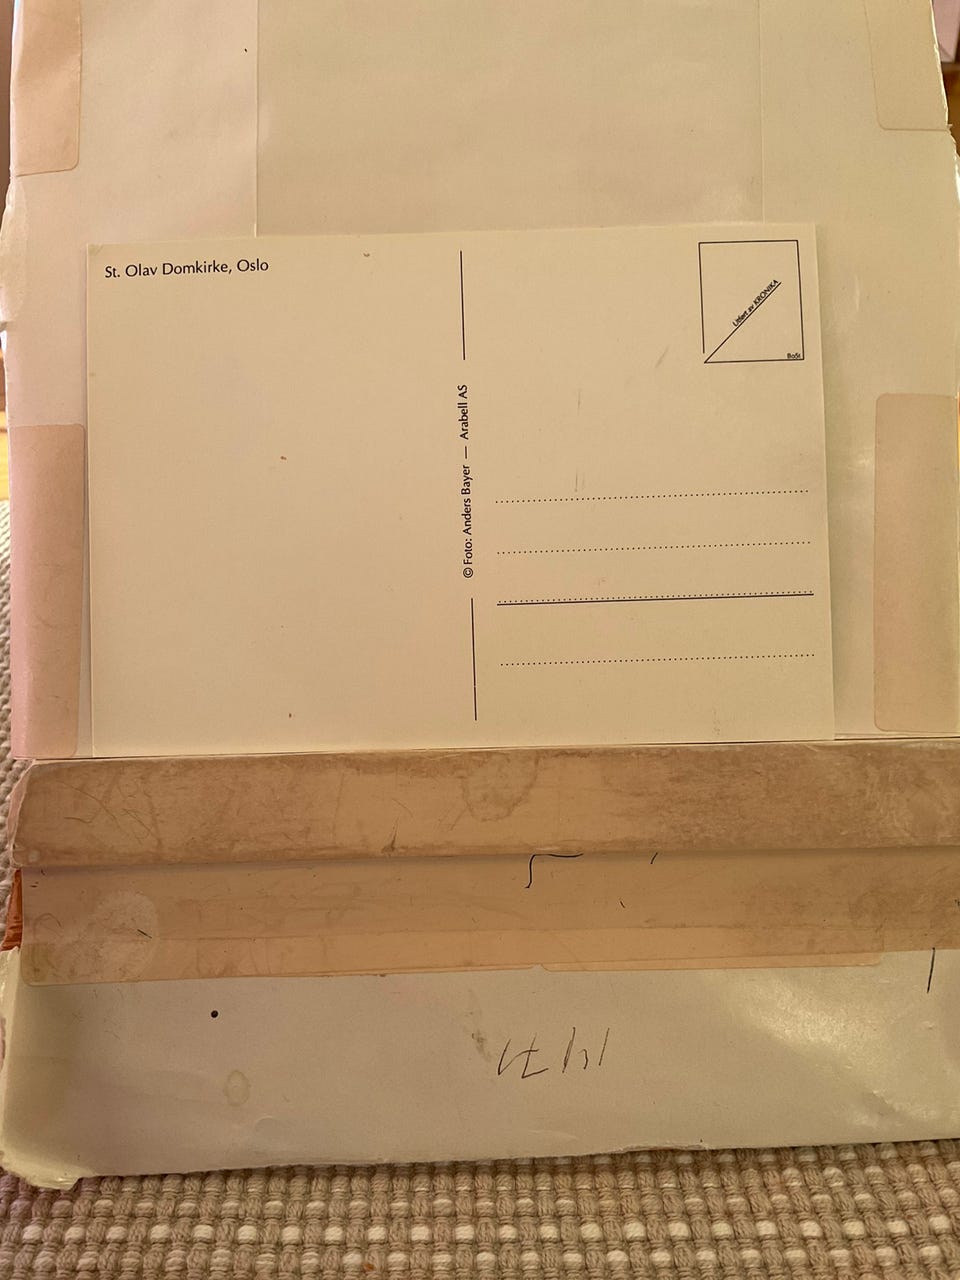 St. Olav Domkirke, Oslo
© Foto: Anders Bayer — Arabell AS
Utført av KRONIKA